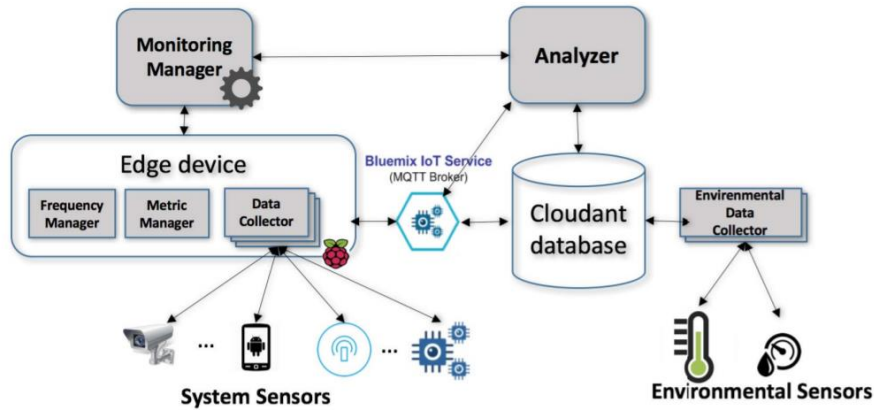 Monitoring
Manager
Analyzer
Edge device
Frequency
Manager
Metric
Manager
Data
Collector
Bluemix IoT Service
(MQTT Broker)
Cloudant
database
Environmental
Data
Collector
...
...
System Sensors
Environmental Sensors